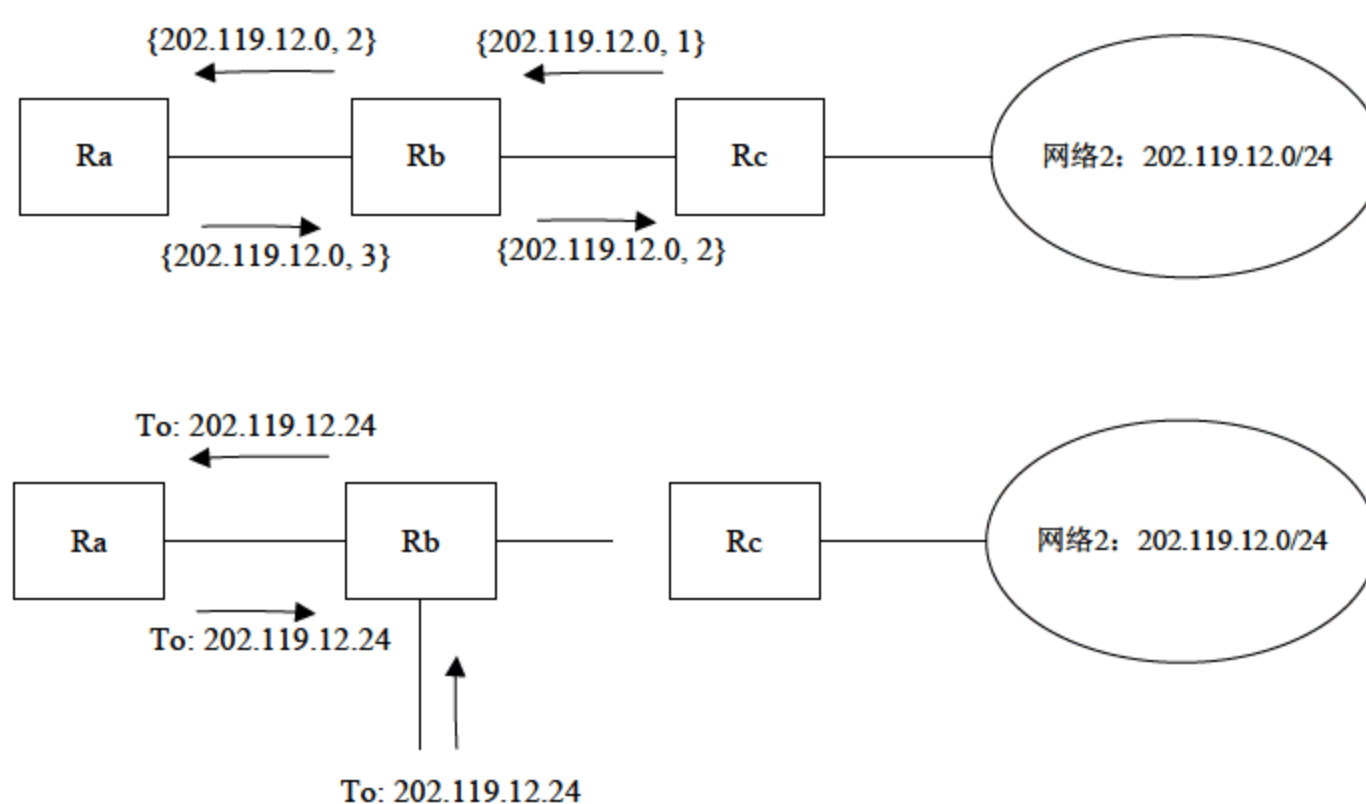 {202.119.12.0, 2}
{202.119.12.0, 1}
Ra
Rb
Rc
网络2：202.119.12.0/24
{202.119.12.0, 3}
{202.119.12.0, 2}
To: 202.119.12.24
Ra
Rb
Rc
网络2：202.119.12.0/24
To: 202.119.12.24
To: 202.119.12.24